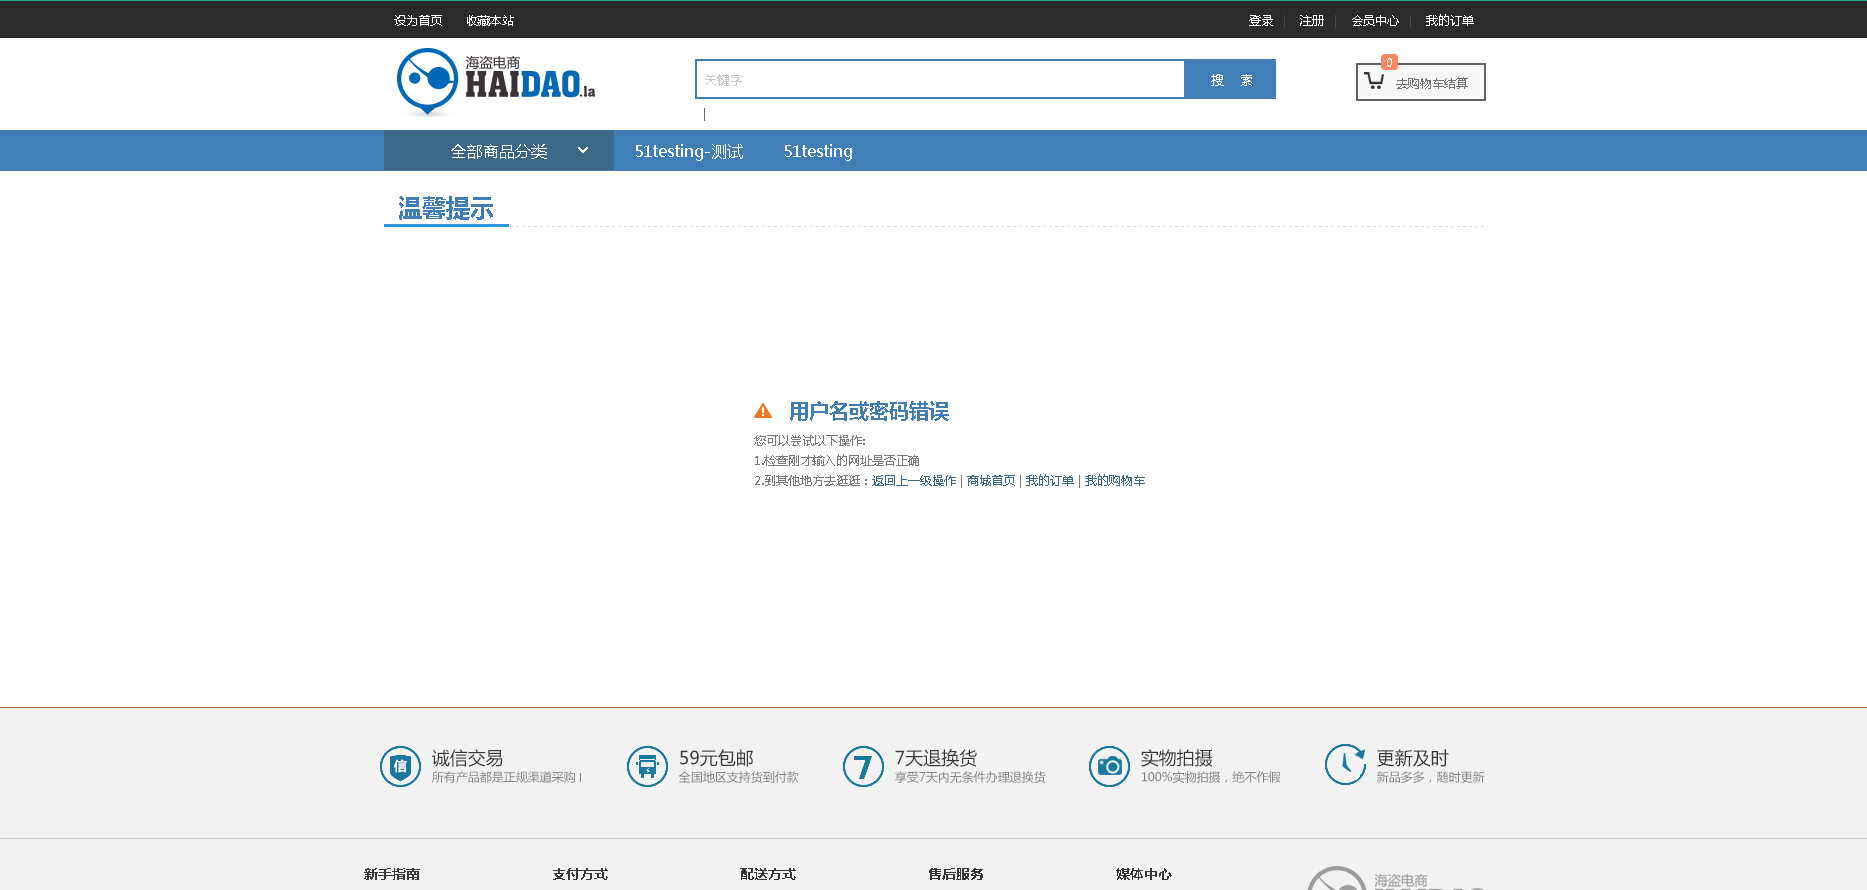 设为首页 收藏本站 登录 注册 会员中心 我的订单
海盗电商
HAIDAO.la
关键字 搜 索
0
去购物车结算
|
全部商品分类 51testing-测试 51testing
温馨提示
用户名或密码错误
您可以尝试以下操作:
1.检查刚才输入的网址是否正确
2.到其他地方去逛逛：返回上一级操作 | 商城首页 | 我的订单 | 我的购物车
信 诚信交易 59元包邮 7 7天退换货 实物拍摄 更新及时
所有产品都是正规渠道采购！ 全国地区支持货到付款 享受7天内无条件办理退换货 100%实物拍摄，绝不作假 新品多多，随时更新
新手指南 支付方式 配送方式 售后服务 媒体中心
海盗电商